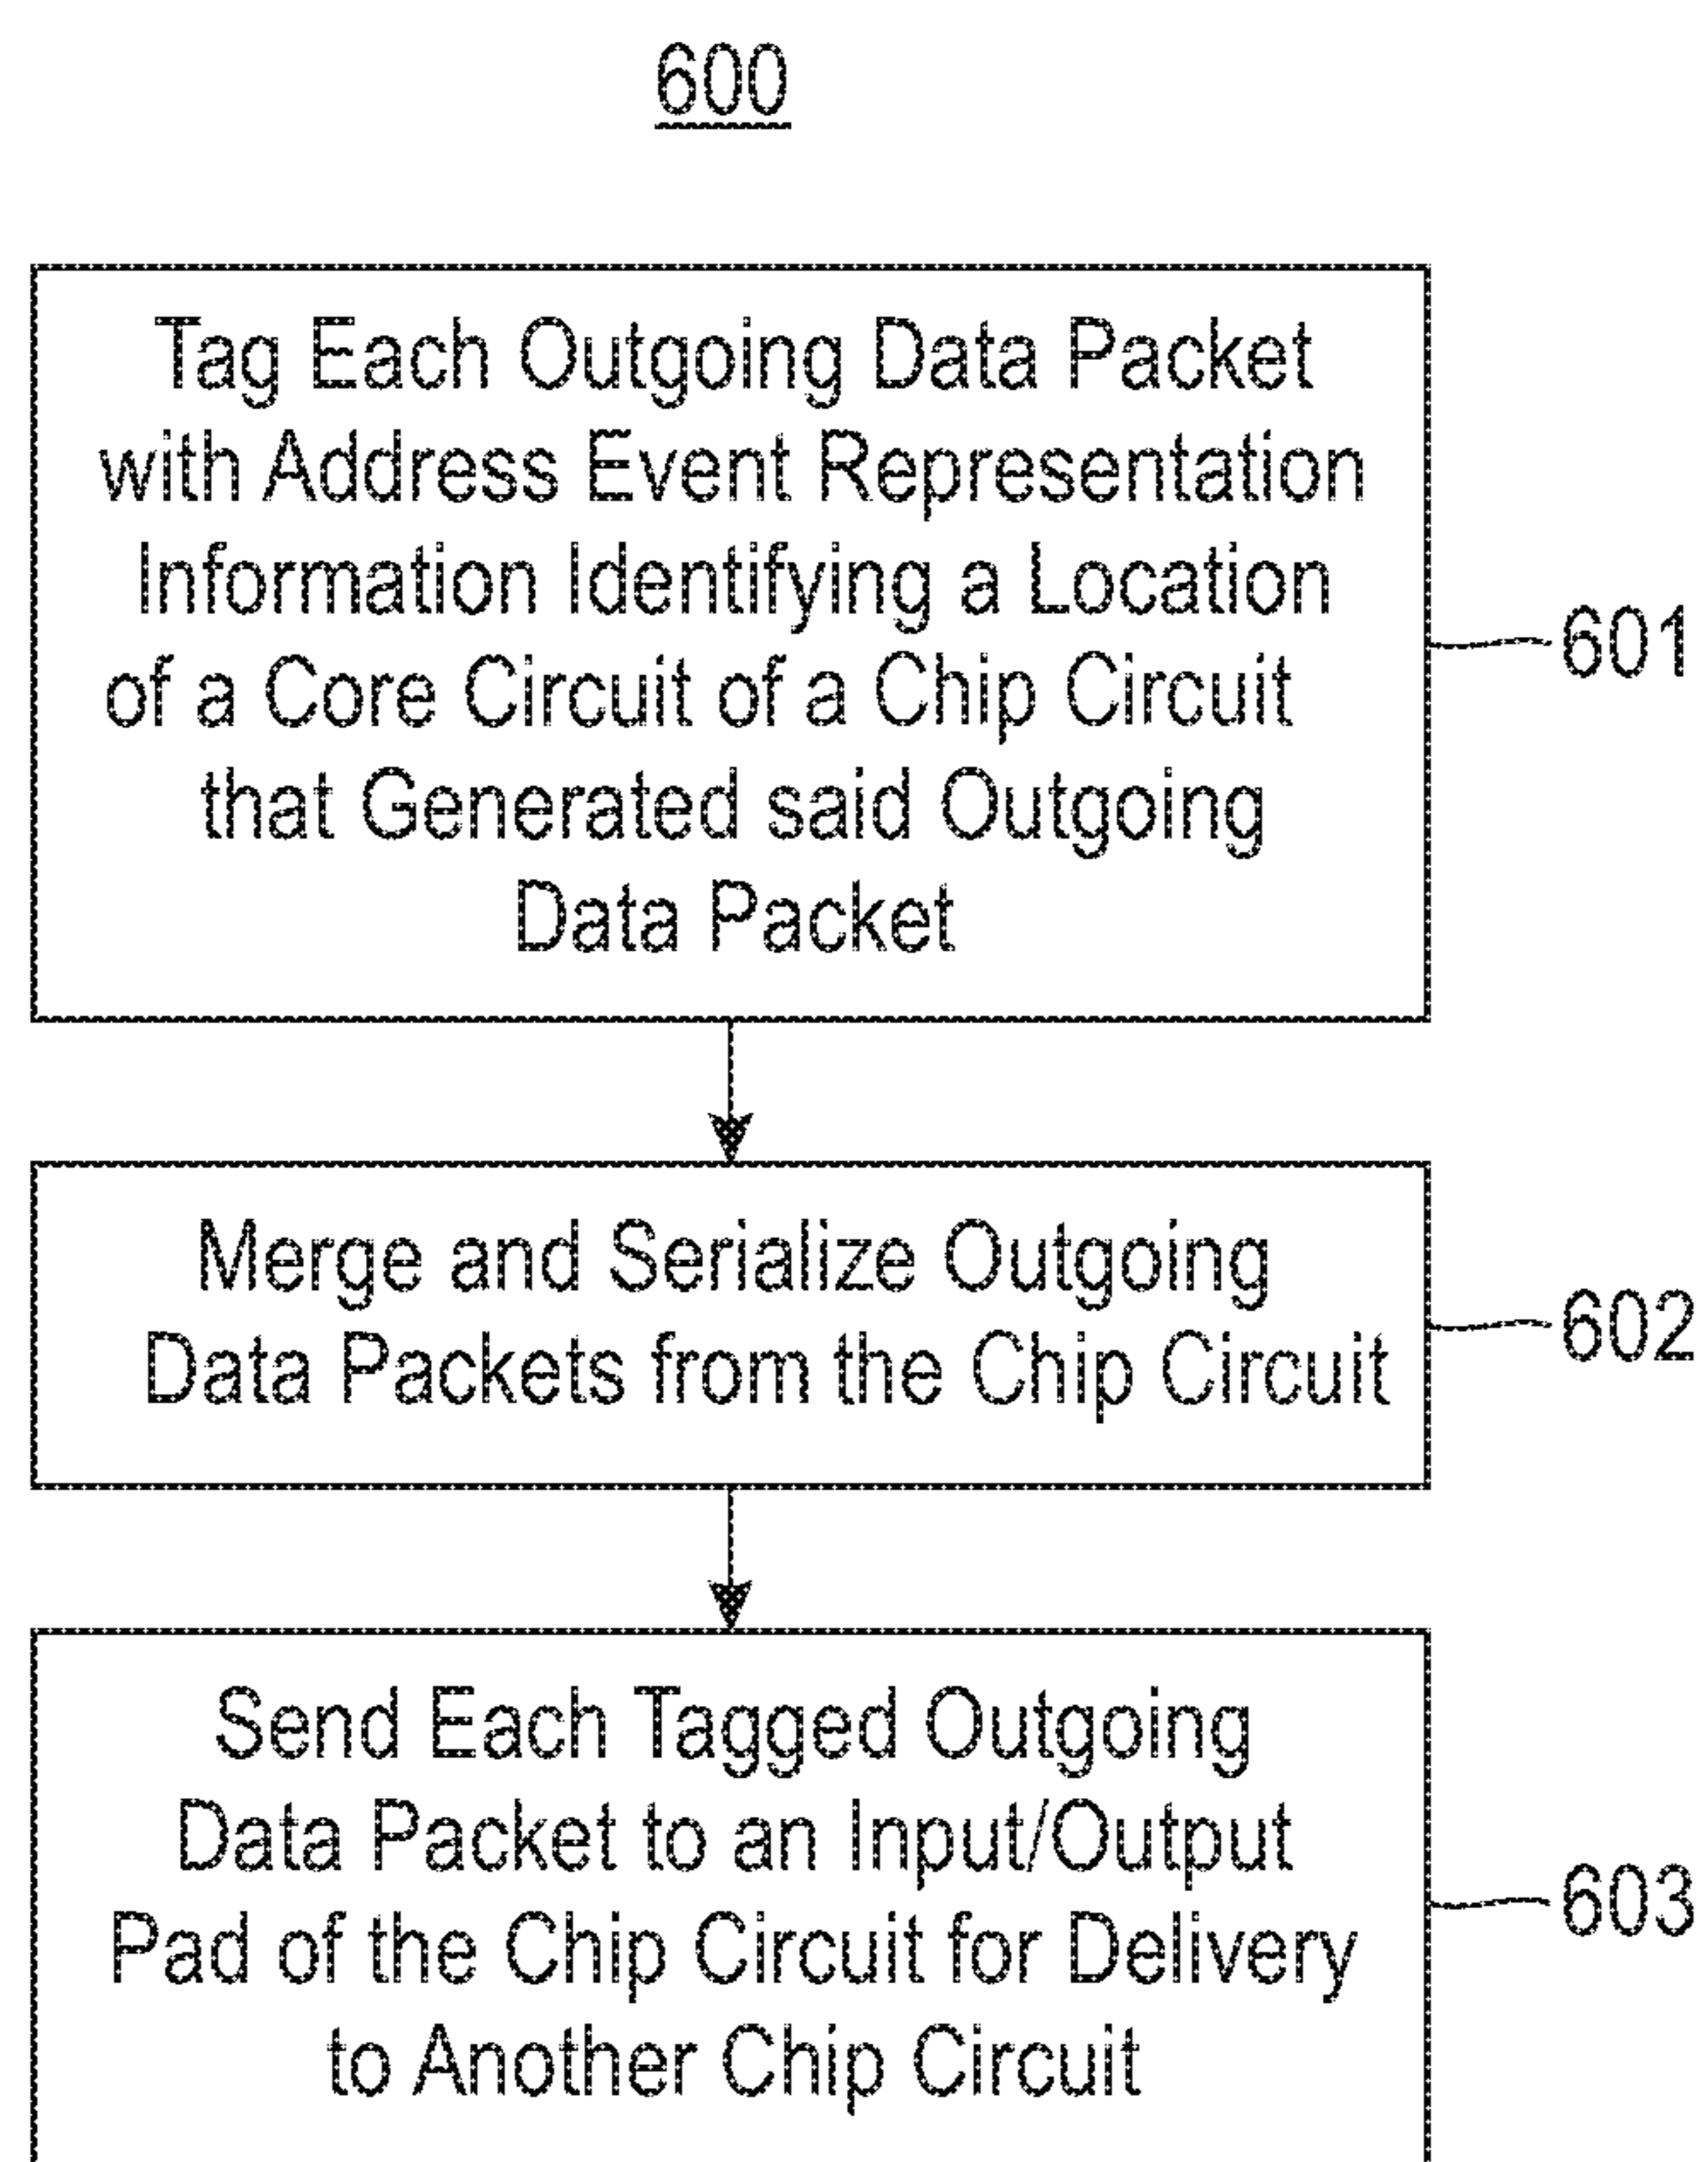 600
Tag Each Outgoing Data Packet
with Address Event Representation
Information Identifying a Location
of a Core Circuit of a Chip Circuit
that Generated said Outgoing
Data Packet
601
Merge and Serialize Outgoing
Data Packets from the Chip Circuit
602
Send Each Tagged Outgoing
Data Packet to an Input/Output
Pad of the Chip Circuit for Delivery
to Another Chip Circuit
603